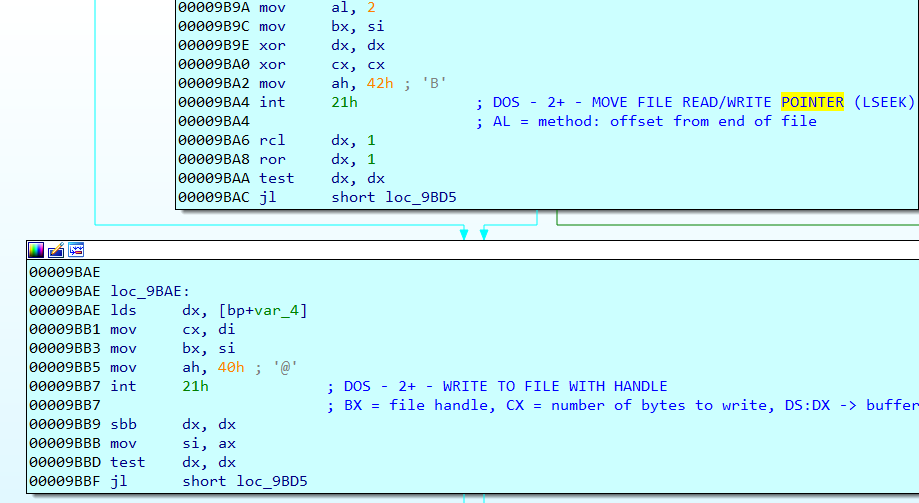 00009B9A mov al, 2
00009B9C mov bx, si
00009B9E xor dx, dx
00009BA0 xor cx, cx
00009BA2 mov ah, 42h ; 'B'
00009BA4 int 21h ; DOS - 2+ - MOVE FILE READ/WRITE POINTER (LSEEK)
00009BA4 ; AL = method: offset from end of file
00009BA6 rcl dx, 1
00009BA8 ror dx, 1
00009BAA test dx, dx
00009BAC jl short loc_9BD5
00009BAE
00009BAE loc_9BAE:
00009BAE lds dx, [bp+var_4]
00009BB1 mov cx, di
00009BB3 mov bx, si
00009BB5 mov ah, 40h ; '@'
00009BB7 int 21h ; DOS - 2+ - WRITE TO FILE WITH HANDLE
00009BB7 ; BX = file handle, CX = number of bytes to write, DS:DX -> buffer
00009BB9 sbb dx, dx
00009BBB mov si, ax
00009BBD test dx, dx
00009BBF jl short loc_9BD5